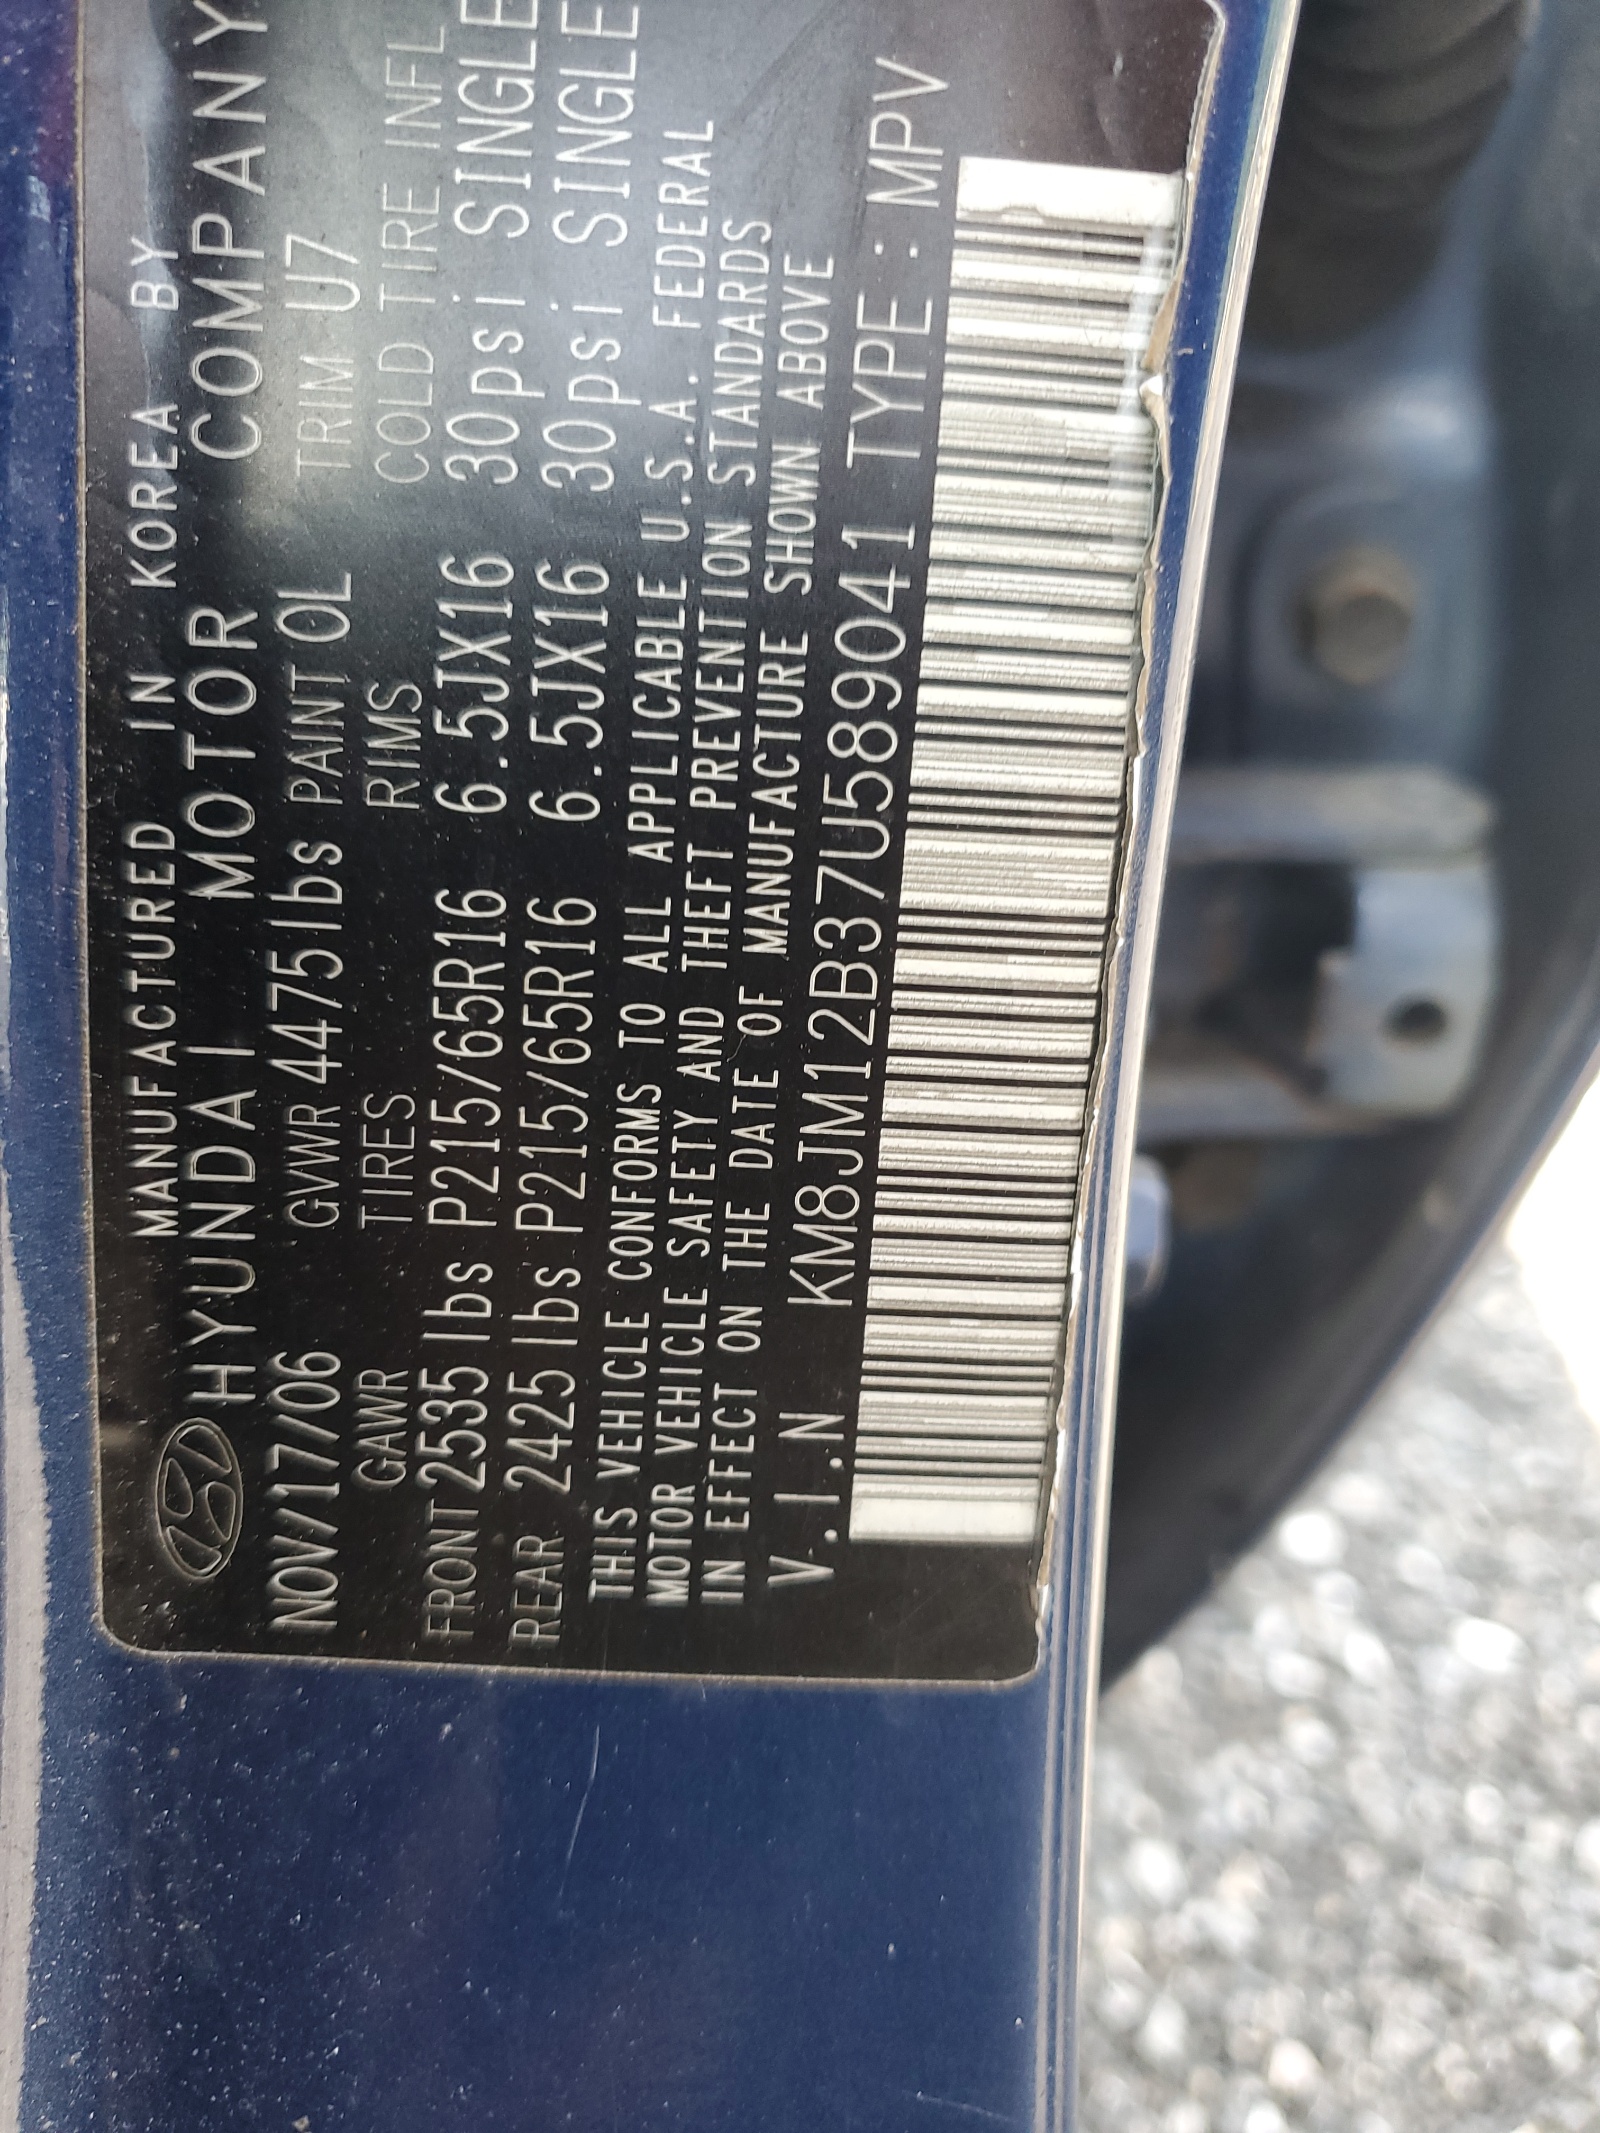 MANUFACTURED IN KOREA BY
HYUNDAI MOTOR COMPANY
NOV/17/06 GVWR 4475lbs PAINT OL TRIM U7
GAWR TIRES RIMS COLD TIRE INFL
FRONT 2535lbs P215/65R16 6.5JX16 30psi SINGLE
REAR 2425lbs P215/65R16 6.5JX16 30psi SINGLE
THIS VEHICLE CONFORMS TO ALL APPLICABLE U.S.A. FEDERAL
MOTOR VEHICLE SAFETY AND THEFT PREVENTION STANDARDS
IN EFFECT ON THE DATE OF MANUFACTURE SHOWN ABOVE
V.I.N KM8JM12B37U589041 TYPE : MPV